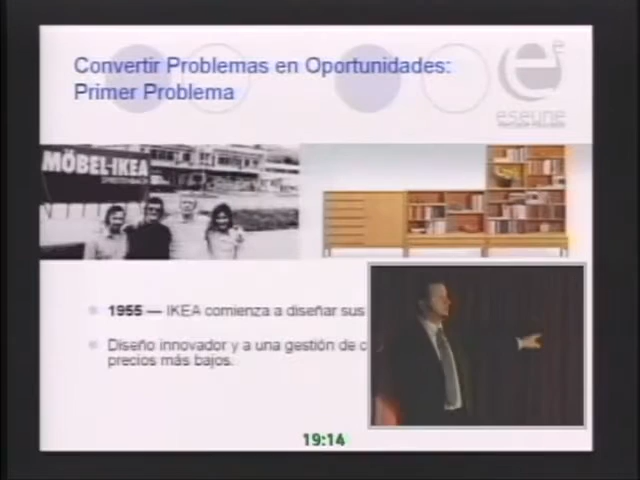 Convertir Problemas en Oportunidades:
Primer Problema
e
eseune
MÖBEL-IKEA
1955 — IKEA comienza a diseñar sus
Diseño innovador y a una gestión de c
precios más bajos.
19:14